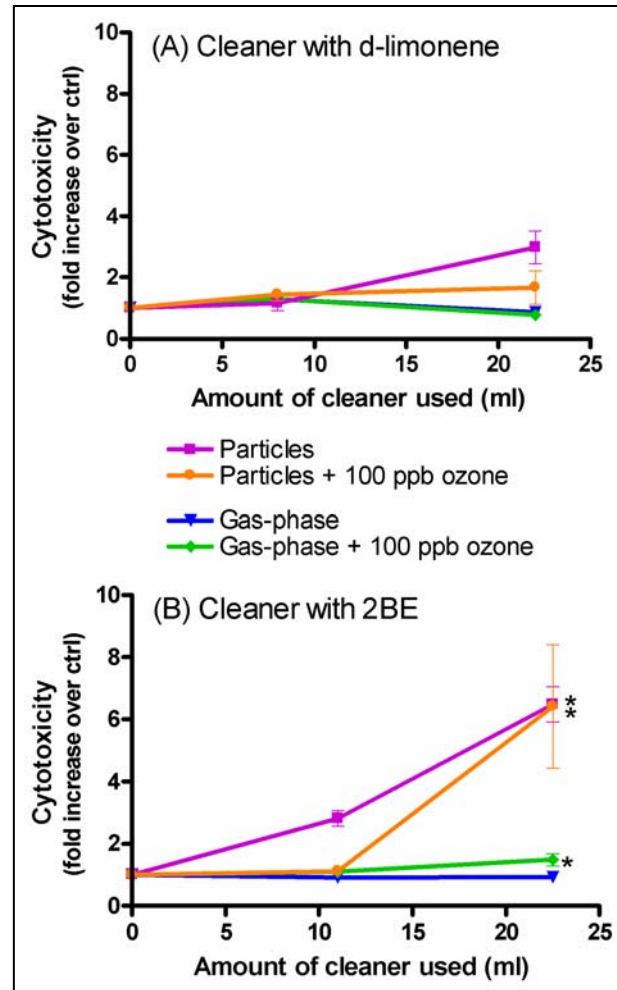 (A) Cleaner with d-limonene
10
8
6
4
2
0
Cytotoxicity
(fold increase over ctrl)
0 5 10 15 20 25
Amount of cleaner used (ml)
Particles
Particles + 100 ppb ozone
Gas-phase
Gas-phase + 100 ppb ozone
(B) Cleaner with 2BE
10
8
6
4
2
0
Cytotoxicity
(fold increase over ctrl)
*
*
*
0 5 10 15 20 25
Amount of cleaner used (ml)